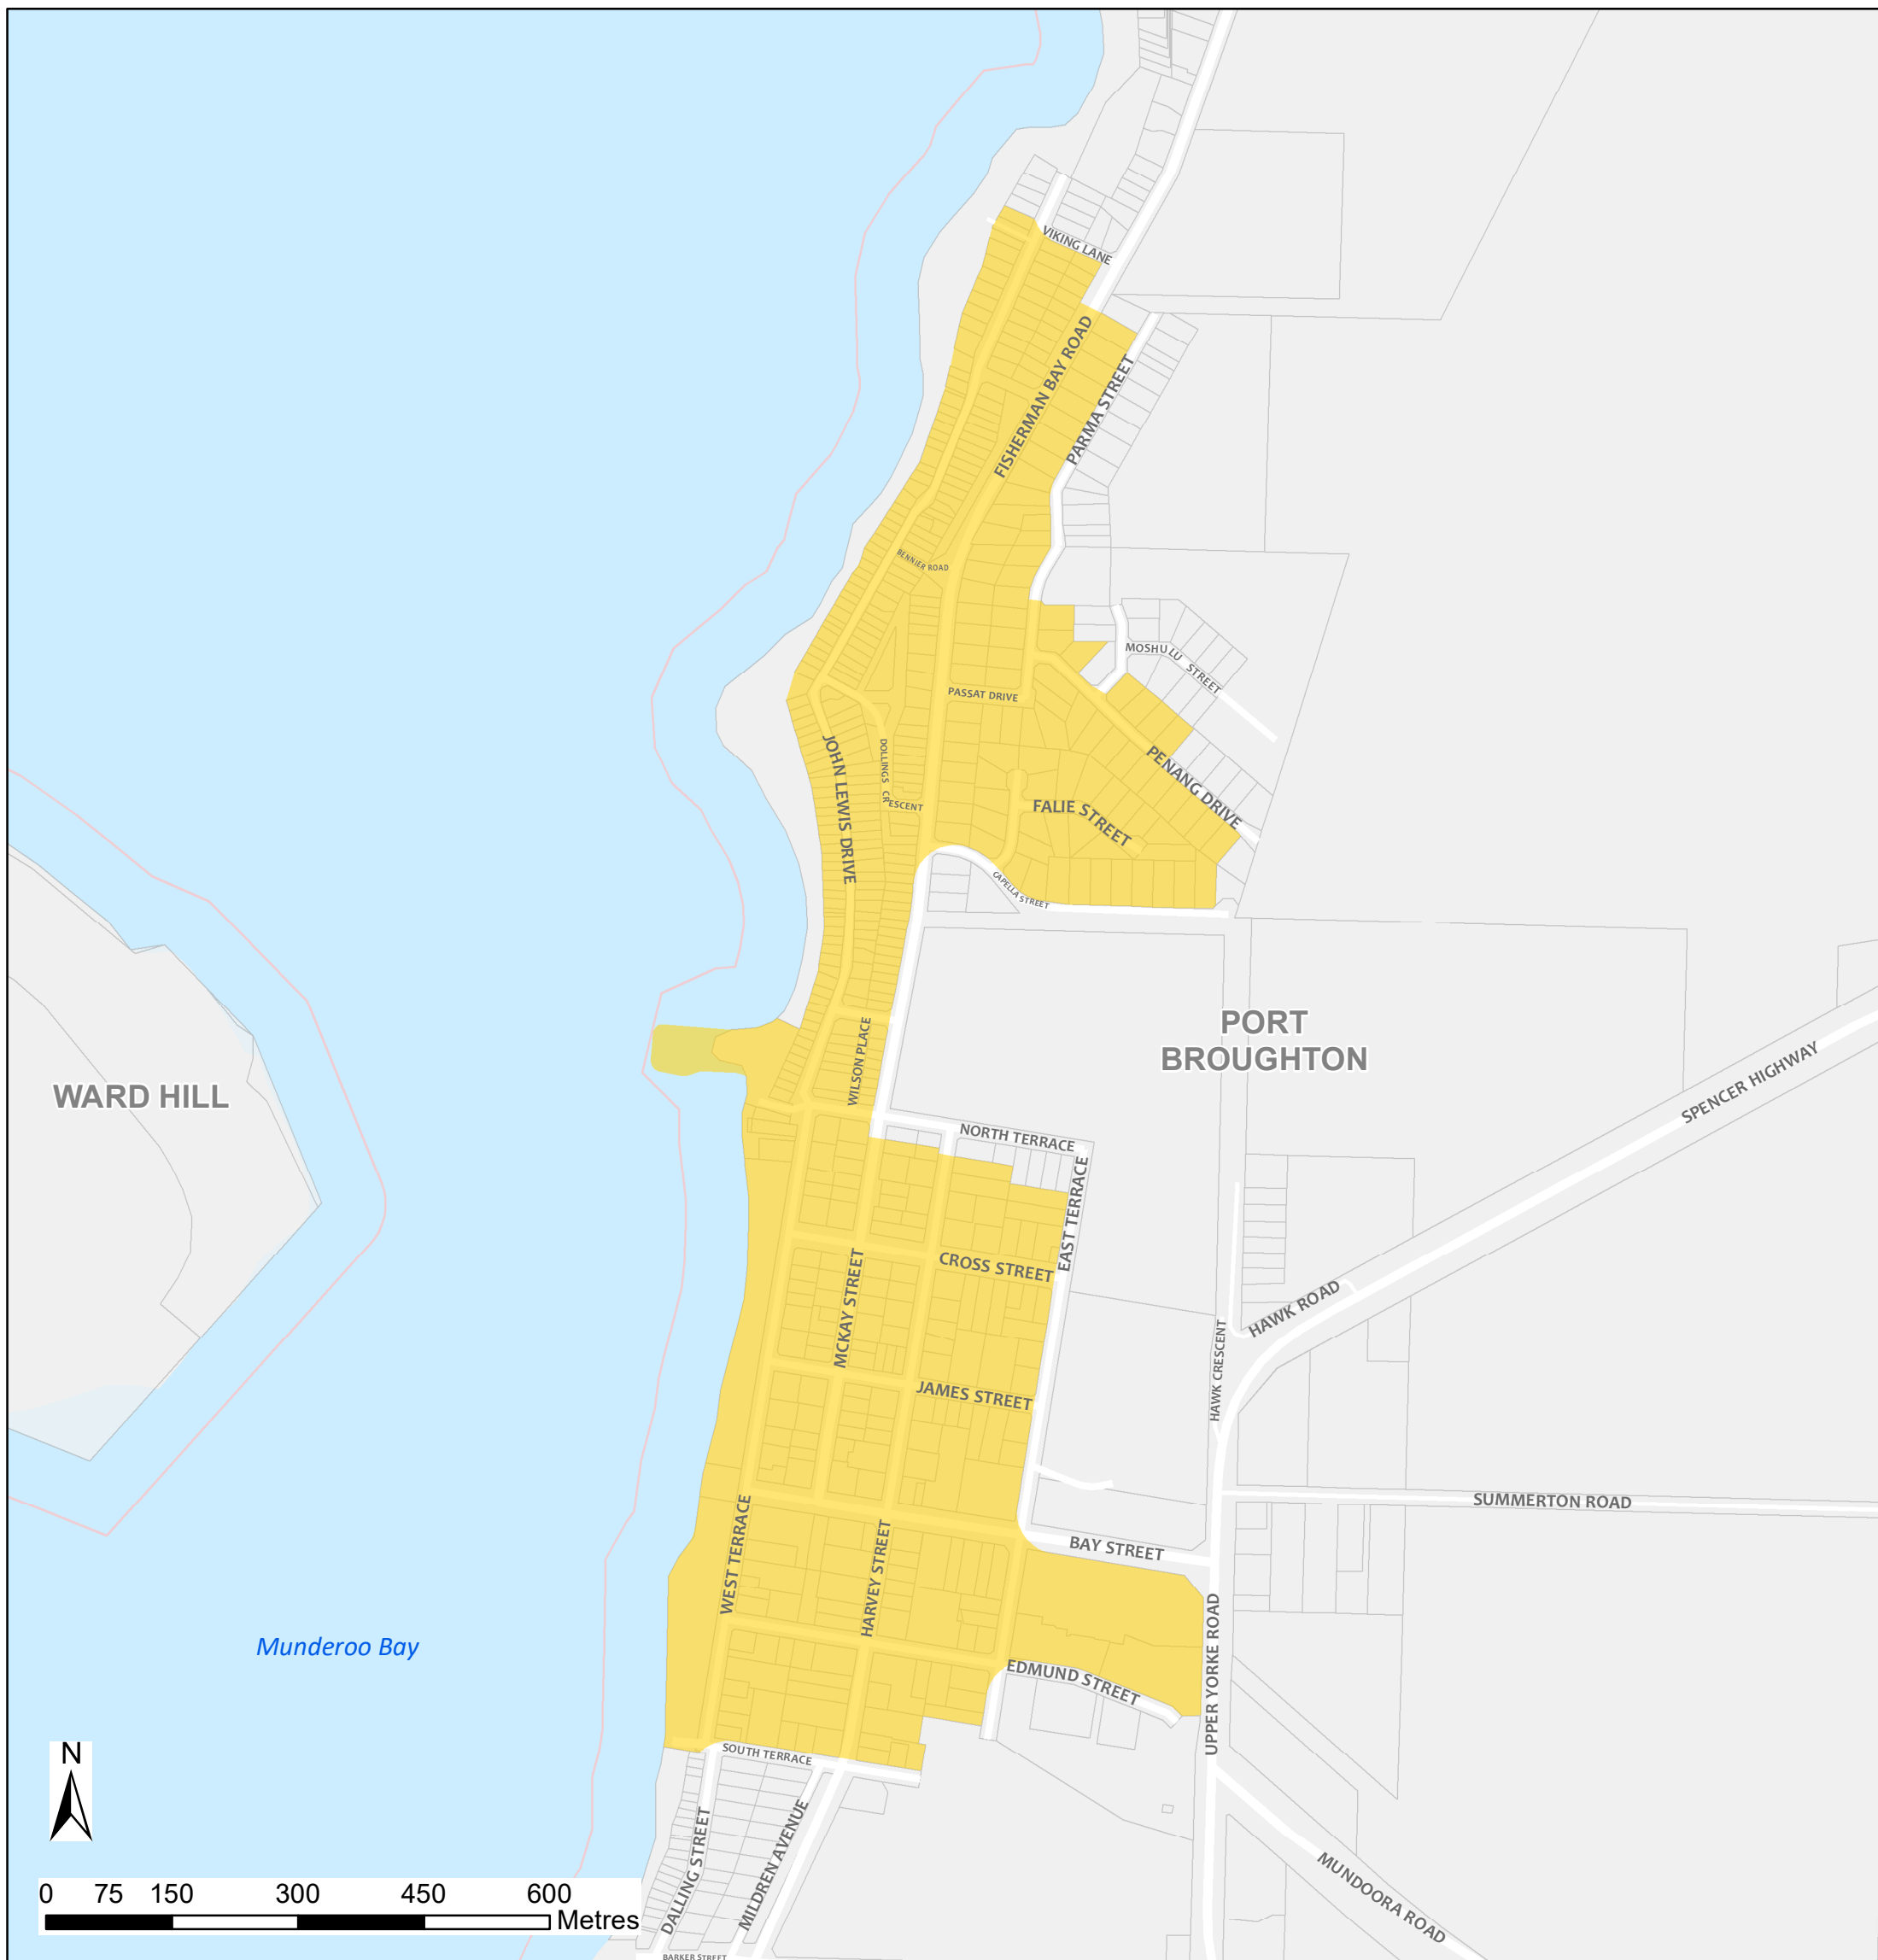 VIKING LANE
FISHERMAN BAY ROAD
PARMA STREET
BENNIER ROAD
MOSHULU STREET
PASSAT DRIVE
JOHN LEWIS DRIVE
DOLLINGS CRESCENT
PENANG DRIVE
FALIE STREET
CAPELLA STREET
PORT
BROUGHTON
WARD HILL
WILSON PLACE
SPENCER HIGHWAY
NORTH TERRACE
EAST TERRACE
CROSS STREET
MCKAY STREET
HAWK ROAD
HAWK CRESCENT
JAMES STREET
SUMMERTON ROAD
WEST TERRACE
HARVEY STREET
BAY STREET
UPPER YORKE ROAD
Munderoo Bay
EDMUND STREET
SOUTH TERRACE
N
DALLING STREET
MILDREN AVENUE
MUNDOORA ROAD
0 75 150 300 450 600
Metres
BARKER STREET